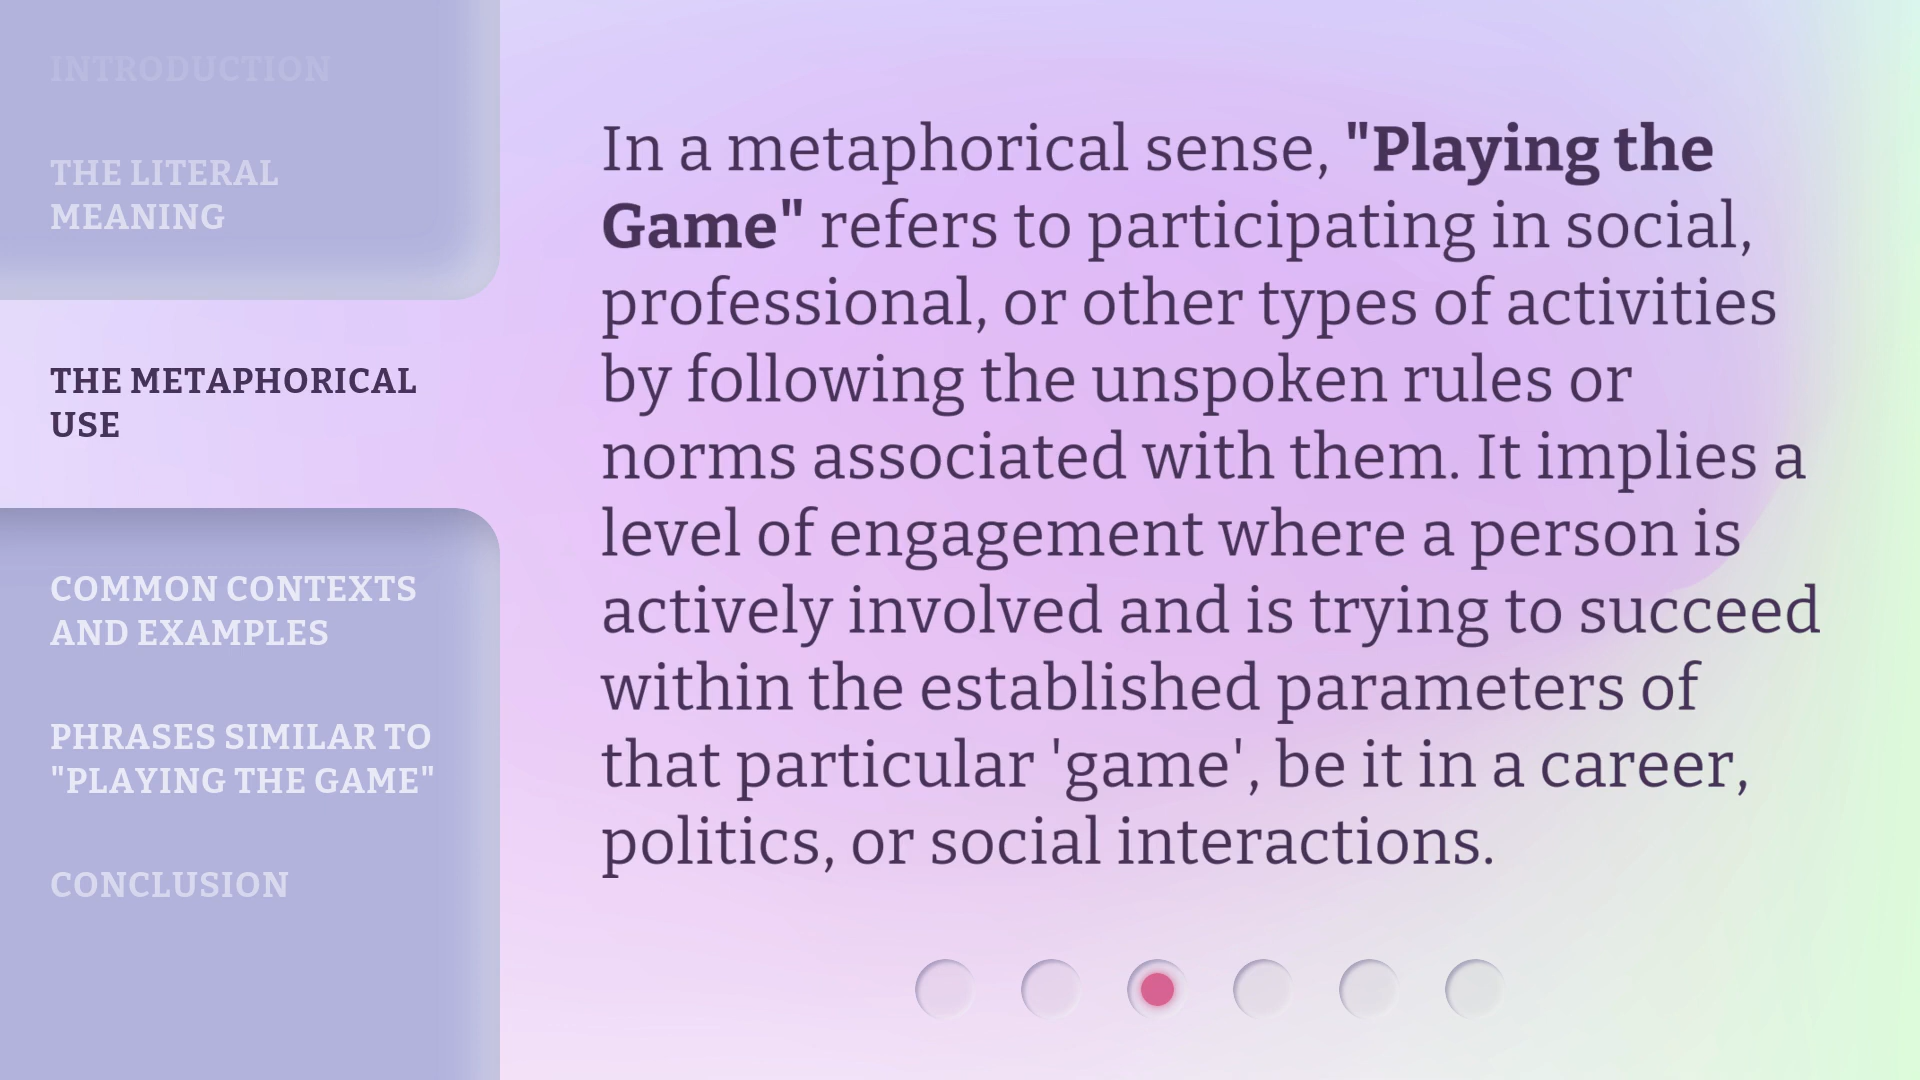 INTRODUCTION
THE LITERAL
MEANING
THE METAPHORICAL
USE
COMMON CONTEXTS
AND EXAMPLES
PHRASES SIMILAR TO
"PLAYING THE GAME"
CONCLUSION
In a metaphorical sense, "Playing the
Game" refers to participating in social,
professional, or other types of activities
by following the unspoken rules or
norms associated with them. It implies a
level of engagement where a person is
actively involved and is trying to succeed
within the established parameters of
that particular 'game', be it in a career,
politics, or social interactions.